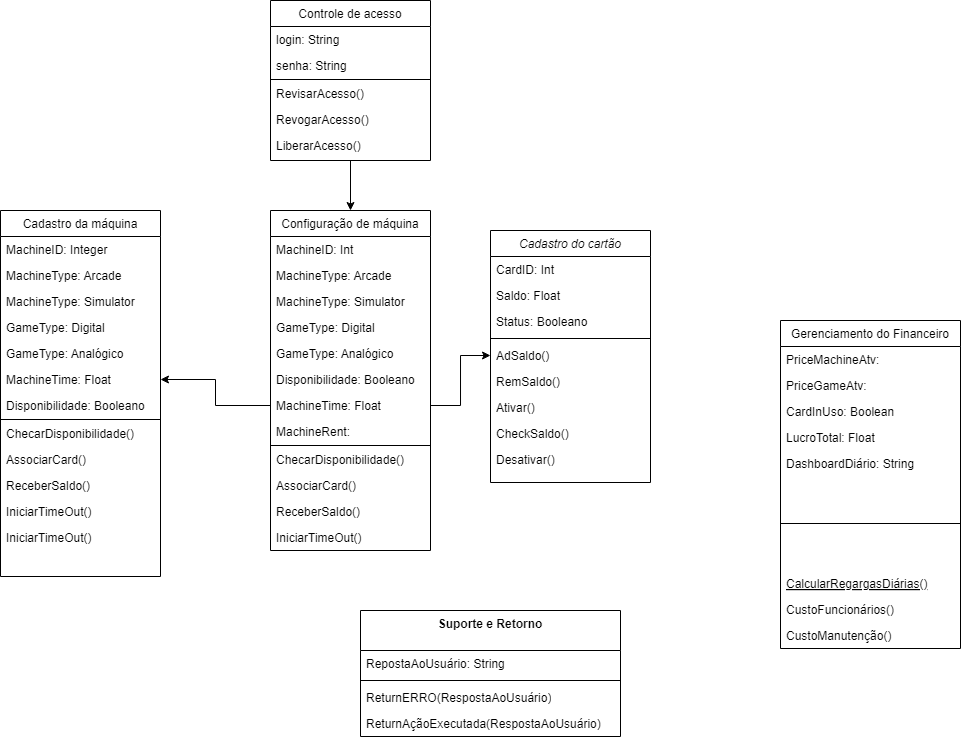 Controle de acesso
login: String
senha: String
RevisarAcesso()
RevogarAcesso()
LiberarAcesso()
Cadastro da máquina
MachineID: Integer
MachineType: Arcade
MachineType: Simulator
GameType: Digital
GameType: Analógico
MachineTime: Float
Disponibilidade: Booleano
ChecarDisponibilidade()
AssociarCard()
ReceberSaldo()
IniciarTimeOut()
IniciarTimeOut()
Configuração de máquina
MachineID: Int
MachineType: Arcade
MachineType: Simulator
GameType: Digital
GameType: Analógico
Disponibilidade: Booleano
MachineTime: Float
MachineRent:
ChecarDisponibilidade()
AssociarCard()
ReceberSaldo()
IniciarTimeOut()
Cadastro do cartão
CardID: Int
Saldo: Float
Status: Booleano
AdSaldo()
RemSaldo()
Ativar()
CheckSaldo()
Desativar()
Gerenciamento do Financeiro
PriceMachineAtv:
PriceGameAtv:
CardInUso: Boolean
LucroTotal: Float
DashboardDiário: String
CalcularRegargasDiárias()
CustoFuncionários()
CustoManutenção()
Suporte e Retorno
RepostaAoUsuário: String
ReturnERRO(RespostaAoUsuário)
ReturnAçãoExecutada(RespostaAoUsuário)